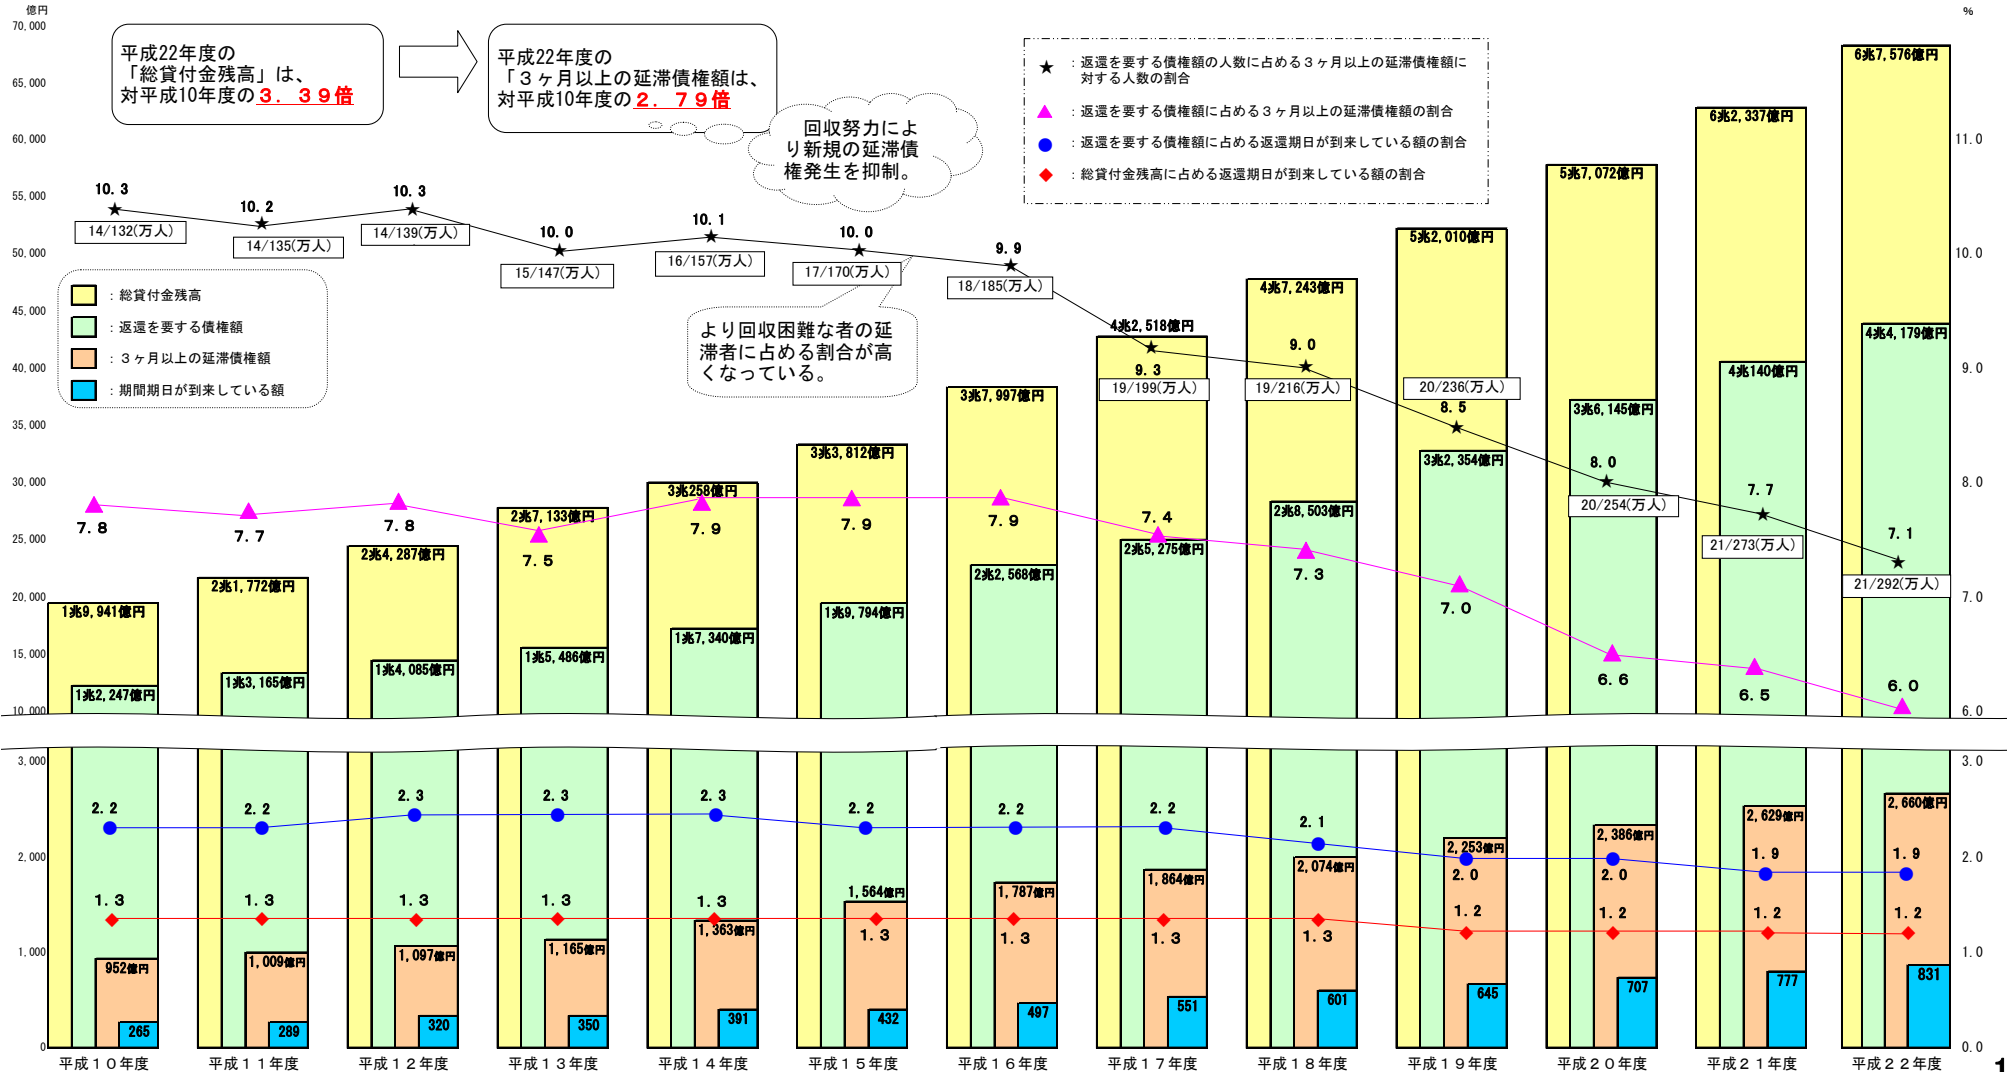 億円
%
70,000
65,000
60,000
55,000
50,000
45,000
40,000
35,000
30,000
25,000
20,000
15,000
10,000
3,000
2,000
1,000
0
平成22年度の
「総貸付金残高」は、
対平成10年度の３．３９倍
平成22年度の
「３ヶ月以上の延滞債権額は、
対平成10年度の２．７９倍
回収努力によ
り新規の延滞債
権発生を抑制。
★ ：返還を要する債権額の人数に占める３ヶ月以上の延滞債権額に
対する人数の割合
▲ ：返還を要する債権額に占める３ヶ月以上の延滞債権額の割合
● ：返還を要する債権額に占める返還期日が到来している額の割合
◆ ：総貸付金残高に占める返還期日が到来している額の割合
：総貸付金残高
：返還を要する債権額
：３ヶ月以上の延滞債権額
：期間期日が到来している額
より回収困難な者の延
滞者に占める割合が高
くなっている。
10.3
10.2
10.3
10.0
10.1
10.0
9.9
9.3
9.0
8.5
8.0
7.7
7.1
14/132(万人)
14/135(万人)
14/139(万人)
15/147(万人)
16/157(万人)
17/170(万人)
18/185(万人)
19/199(万人)
19/216(万人)
20/236(万人)
20/254(万人)
21/273(万人)
21/292(万人)
1兆9,941億円
2兆1,772億円
2兆4,287億円
2兆7,133億円
3兆258億円
3兆3,812億円
3兆7,997億円
4兆2,518億円
4兆7,243億円
5兆2,010億円
5兆7,072億円
6兆2,337億円
6兆7,576億円
7.8
7.7
7.8
7.5
7.9
7.9
7.9
7.4
7.3
7.0
6.6
6.5
6.0
1兆2,247億円
1兆3,165億円
1兆4,085億円
1兆5,486億円
1兆7,340億円
1兆9,794億円
2兆2,568億円
2兆5,275億円
2兆8,503億円
3兆2,354億円
3兆6,145億円
4兆140億円
4兆4,179億円
2.2
2.2
2.3
2.3
2.3
2.2
2.2
2.2
2.1
2.0
2.0
1.9
1.9
1.3
1.3
1.3
1.3
1.3
1.3
1.3
1.3
1.3
1.2
1.2
1.2
1.2
952億円
1,009億円
1,097億円
1,165億円
1,363億円
1,564億円
1,787億円
1,864億円
2,074億円
2,253億円
2,386億円
2,629億円
2,660億円
265
289
320
350
391
432
497
551
601
645
707
777
831
11.0
10.0
9.0
8.0
7.0
6.0
3.0
2.0
1.0
0.0
平成１０年度
平成１１年度
平成１２年度
平成１３年度
平成１４年度
平成１５年度
平成１６年度
平成１７年度
平成１８年度
平成１９年度
平成２０年度
平成２１年度
平成２２年度
1